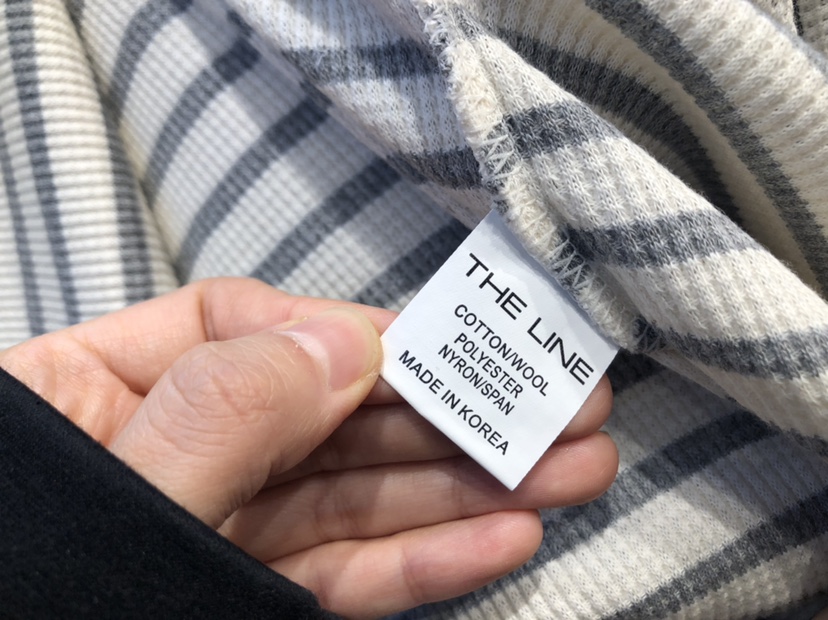 THE LINE
COTTON/WOOL
POLYESTER
NYRON/SPAN
MADE IN KOREA